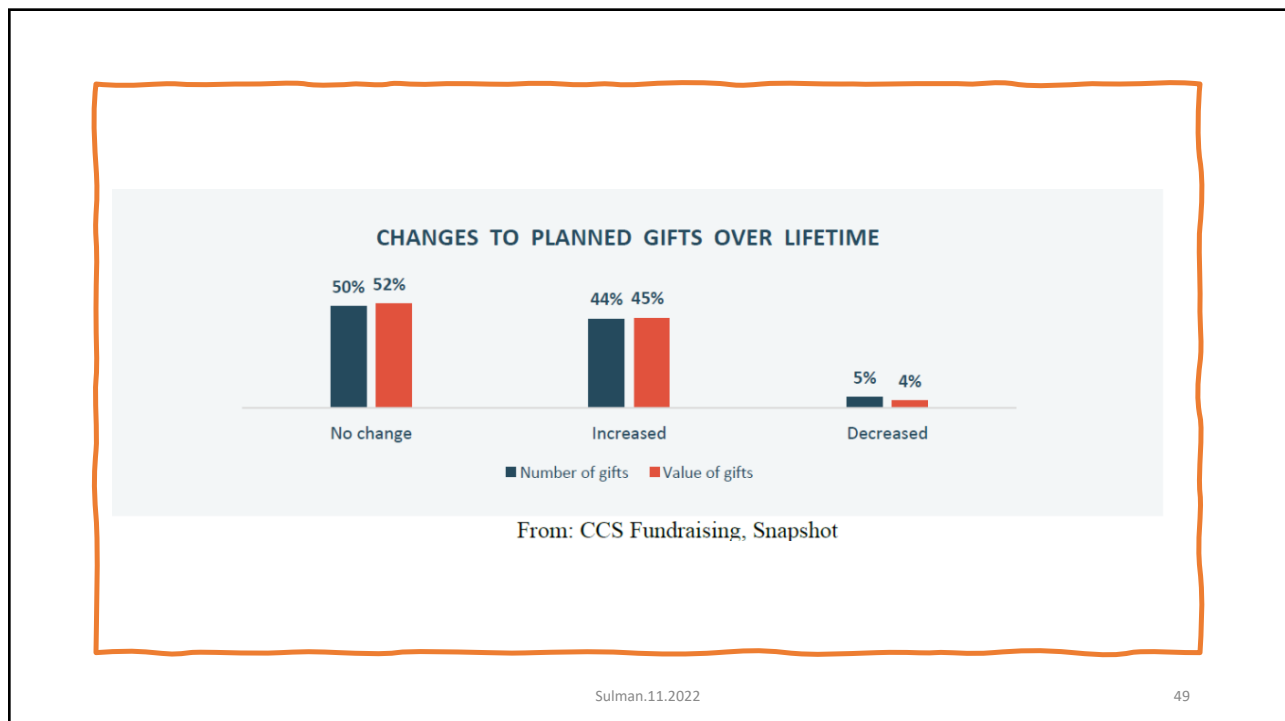 CHANGES TO PLANNED GIFTS OVER LIFETIME
50% 52%
44% 45%
5% 4%
No change Increased Decreased
Number of gifts Value of gifts
From: CCS Fundraising, Snapshot
Sulman.11.2022 49